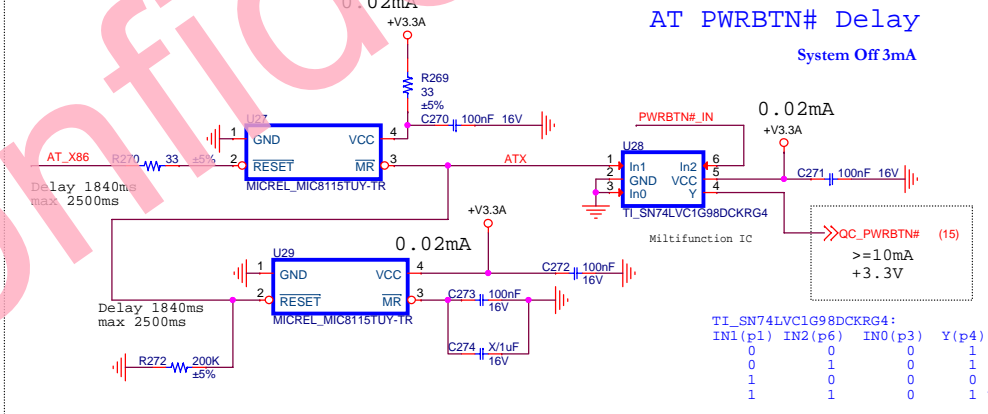 Confid
0.02mA
+V3.3A
AT PWRBTN# Delay
System Off 3mA
R269
33
±5%
C270 100nF 16V
U27
1 GND VCC 4
AT_X86 R270 33 ±5% 2 RESET MR 3
MICREL_MIC8115TUY-TR
Delay 1840ms
max 2500ms
ATX
PWRBTN#_IN
0.02mA
+V3.3A
U28
1 In1 In2 6
2 GND VCC 5
3 In0 Y 4
TI_SN74LVC1G98DCKRG4
Miltifunction IC
C271 100nF 16V
QC_PWRBTN# (15)
>=10mA
+3.3V
+V3.3A
0.02mA
U29
1 GND VCC 4
2 RESET MR 3
MICREL_MIC8115TUY-TR
Delay 1840ms
max 2500ms
C272 100nF
16V
C273 100nF
16V
C274 X/1uF
16V
R272 200K
±5%
TI_SN74LVC1G98DCKRG4:
IN1(p1) IN2(p6) IN0(p3) Y(p4)
0 0 0 1
0 1 0 1
1 0 0 0
1 1 0 1